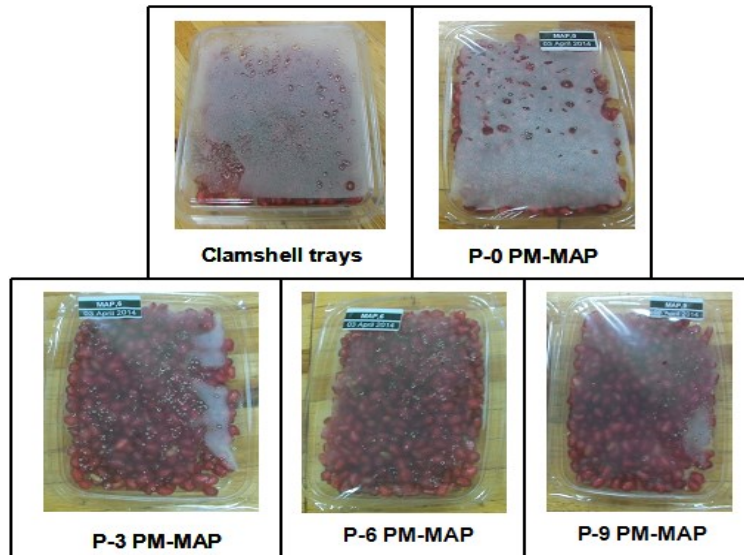 MAP,6
03 April 2014
Clamshell trays
P-0 PM-MAP
MAP,6
03 April 2014
MAP,6
03 April 2014
MAP,6
April 2014
P-3 PM-MAP
P-6 PM-MAP
P-9 PM-MAP